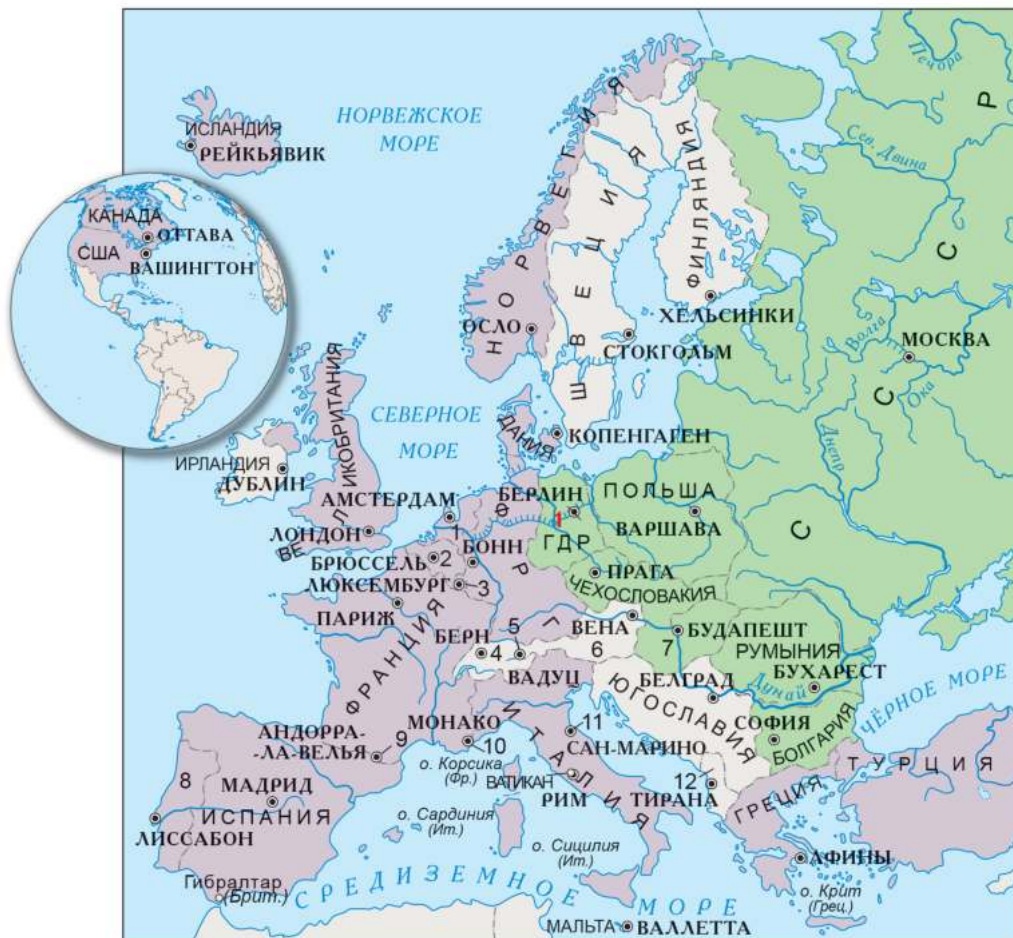 Печора
НОРВЕЖСКОЕ
МОРЕ
ИСЛАНДИЯ
РЕЙКЬЯВИК
Сев. Двина
КАНАДА
ОТТАВА
США
ВАШИНГТОН
НОРВЕГИЯ
ШВЕЦИЯ
ФИНЛЯНДИЯ
СССР
ОСЛО
ХЕЛЬСИНКИ
СТОКГОЛЬМ
Волга
МОСКВА
Ока
Днепр
СЕВЕРНОЕ
МОРЕ
ДАНИЯ
КОПЕНГАГЕН
ВЕЛИКОБРИТАНИЯ
ИРЛАНДИЯ
ДУБЛИН
АМСТЕРДАМ
ЛОНДОН
1
БЕРЛИН
ПОЛЬША
ВАРШАВА
ГДР
ФРГ
БОНН
БРЮССЕЛЬ
2
ЛЮКСЕМБУРГ
3
ПРАГА
ЧЕХОСЛОВАКИЯ
ПАРИЖ
ФРАНЦИЯ
БЕРН
4
5
ВАДУЦ
ВЕНА
6
БУДАПЕШТ
7
РУМЫНИЯ
БУХАРЕСТ
БЕЛГРАД
Дунай
ЮГОСЛАВИЯ
СОФИЯ
БОЛГАРИЯ
ЧЁРНОЕ МОРЕ
МОНАКО
10
ИТАЛИЯ
11
САН-МАРИНО
АНДОРРА-
-ЛА-ВЕЛЬЯ
9
о. Корсика
(Фр.)
ВАТИКАН
РИМ
12
ТИРАНА
ГРЕЦИЯ
ТУРЦИЯ
8
МАДРИД
ИСПАНИЯ
ЛИССАБОН
о. Сардиния
(Ит.)
о. Сицилия
(Ит.)
АФИНЫ
о. Крит
(Грец.)
Гибралтар
(Брит.)
СРЕДИЗЕМНОЕ МОРЕ
МАЛЬТА
ВАЛЛЕТТА